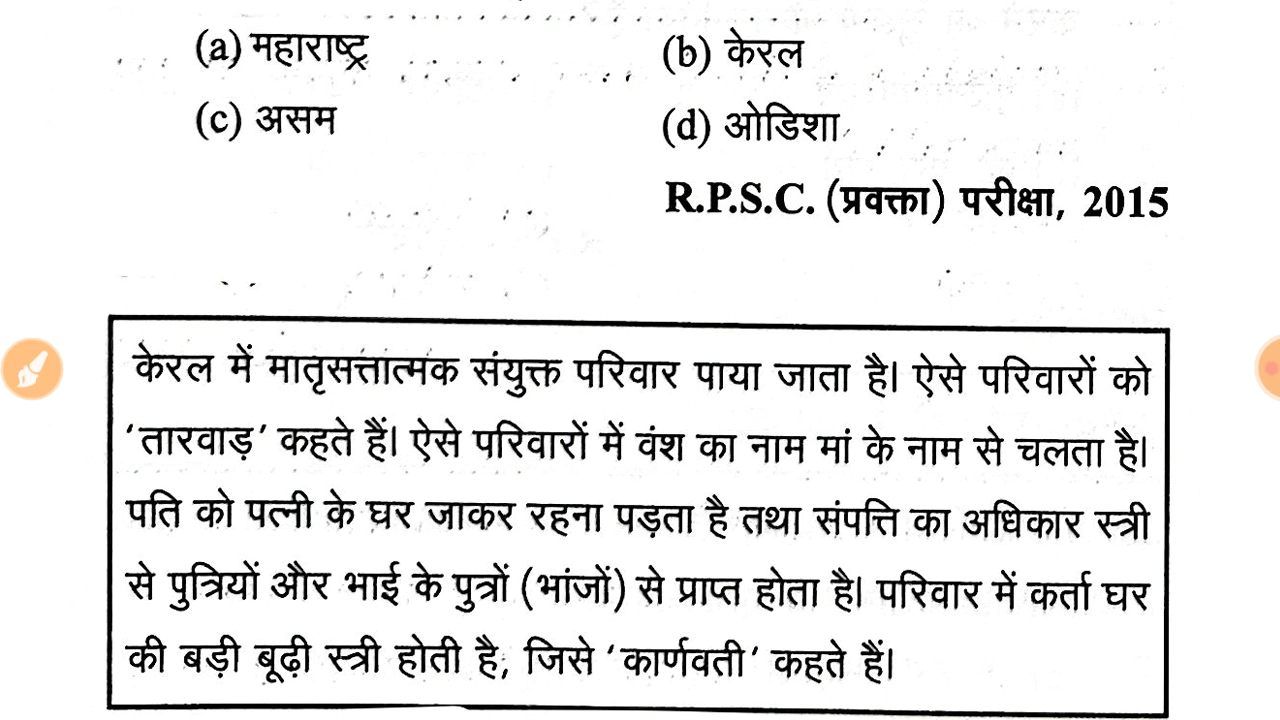 (a) महाराष्ट्र (b) केरल
(c) असम (d) ओडिशा
R.P.S.C. (प्रवक्ता) परीक्षा, 2015
केरल में मातृसत्तात्मक संयुक्त परिवार पाया जाता है। ऐसे परिवारों को
'तारवाड़' कहते हैं। ऐसे परिवारों में वंश का नाम मां के नाम से चलता है।
पति को पत्नी के घर जाकर रहना पड़ता है तथा संपत्ति का अधिकार स्त्री
से पुत्रियों और भाई के पुत्रों (भांजों) से प्राप्त होता है। परिवार में कर्ता घर
की बड़ी बूढ़ी स्त्री होती है, जिसे 'कार्णवती' कहते हैं।